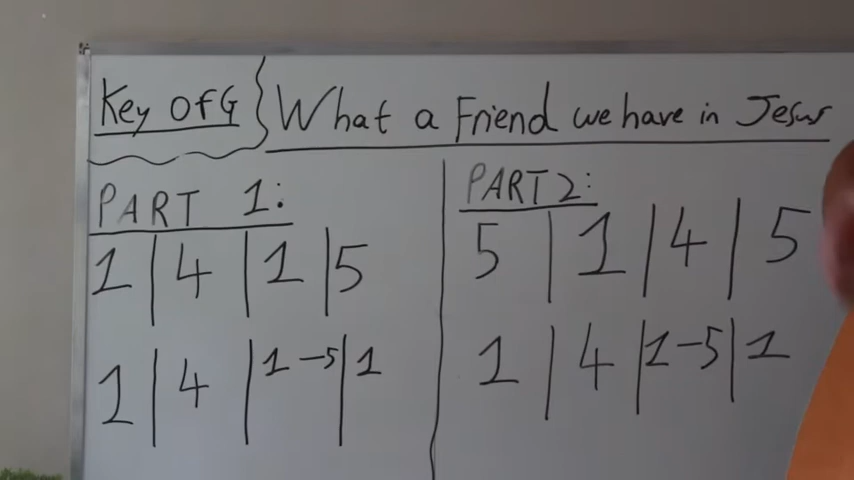 Key Of G
What a Friend we have in Jesus
PART 1:
1 | 4 | 1 | 5
1 | 4 | 1 - 5 | 1
PART 2:
5 | 1 | 4 | 5
1 | 4 | 1 - 5 | 1